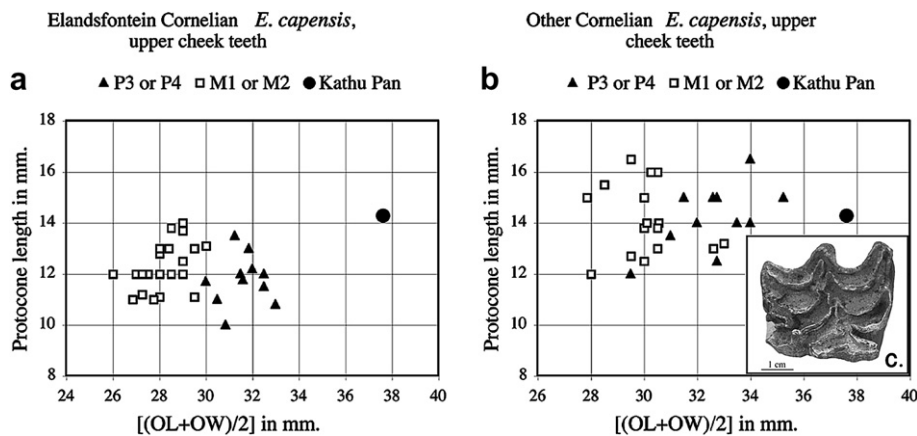 Elandsfontein Cornelian E. capensis,
upper cheek teeth
a
▲ P3 or P4 □ M1 or M2 ● Kathu Pan
18
16
14
12
10
8
Protocone length in mm.
24 26 28 30 32 34 36 38 40
[(OL+OW)/2] in mm.
Other Cornelian E. capensis, upper
cheek teeth
b
▲ P3 or P4 □ M1 or M2 ● Kathu Pan
18
16
14
12
10
8
Protocone length in mm.
26 28 30 32 34 36 38 40
[(OL+OW)/2] in mm.
1 cm
C.